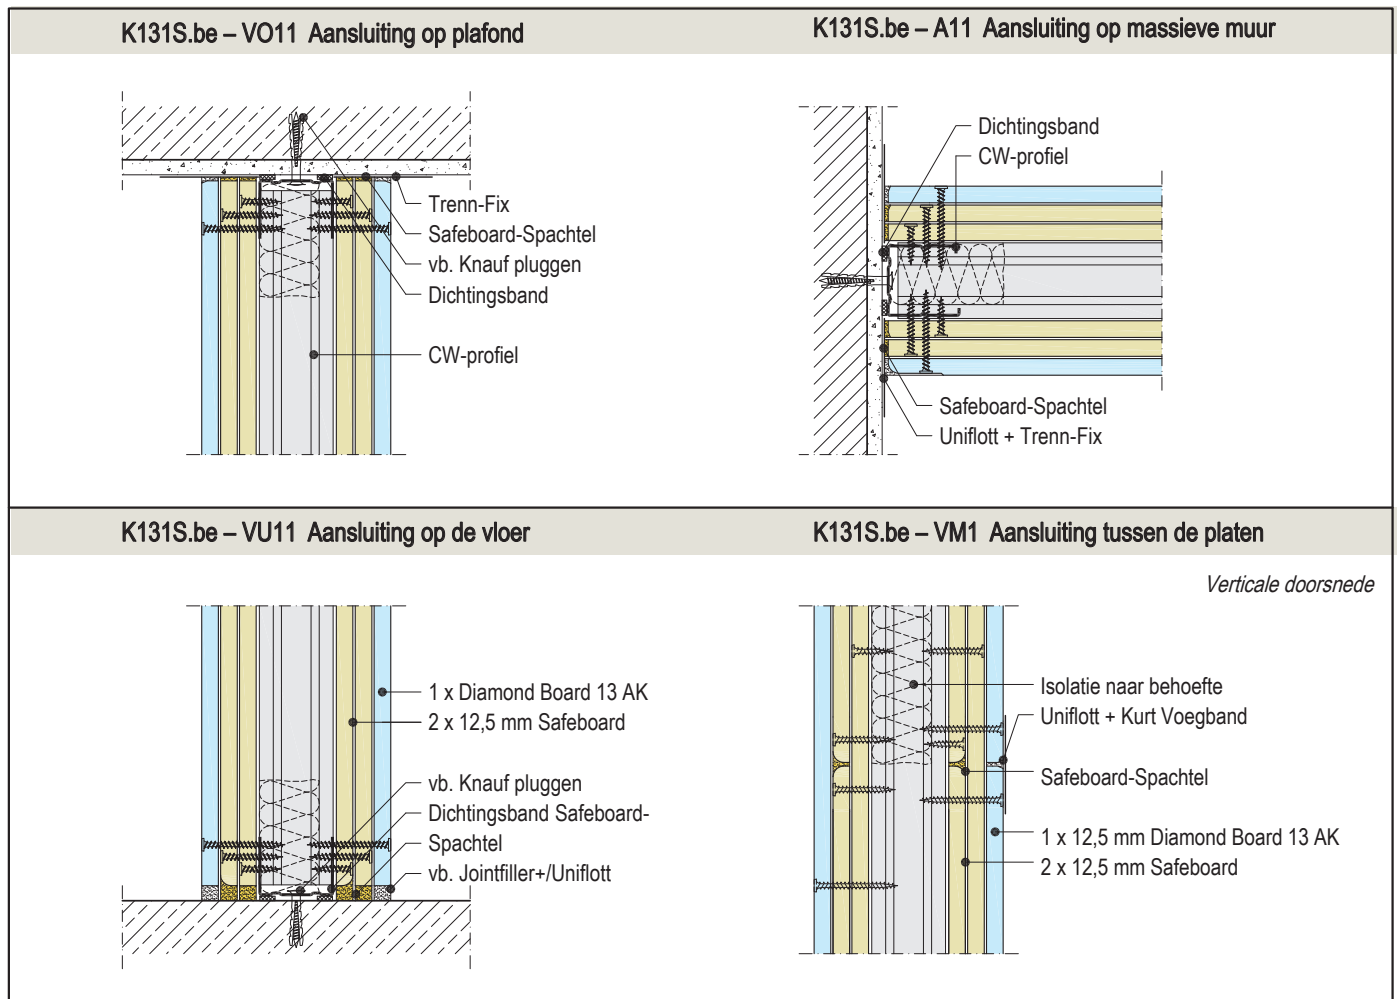 K131S.be – VO11 Aansluiting op plafond
Trenn-Fix
Safeboard-Spachtel
vb. Knauf pluggen
Dichtingsband
CW-profiel
K131S.be – A11 Aansluiting op massieve muur
Dichtingsband
CW-profiel
Safeboard-Spachtel
Uniflott + Trenn-Fix
K131S.be – VU11 Aansluiting op de vloer
1 x Diamond Board 13 AK
2 x 12,5 mm Safeboard
vb. Knauf pluggen
Dichtingsband Safeboard-
Spachtel
vb. Jointfiller+/Uniflott
K131S.be – VM1 Aansluiting tussen de platen
Verticale doorsnede
Isolatie naar behoefte
Uniflott + Kurt Voegband
Safeboard-Spachtel
1 x 12,5 mm Diamond Board 13 AK
2 x 12,5 mm Safeboard